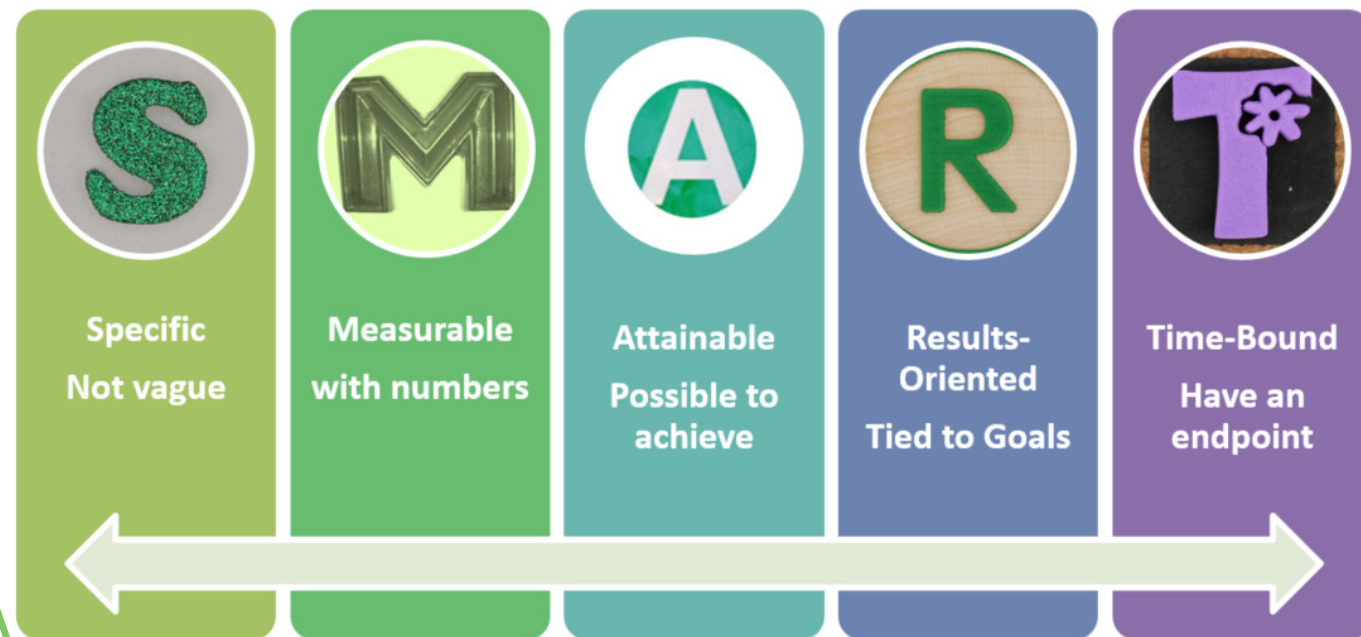 S
M
A
R
T
Specific
Not vague
Measurable
with numbers
Attainable
Possible to
achieve
Results-
Oriented
Tied to Goals
Time-Bound
Have an
endpoint